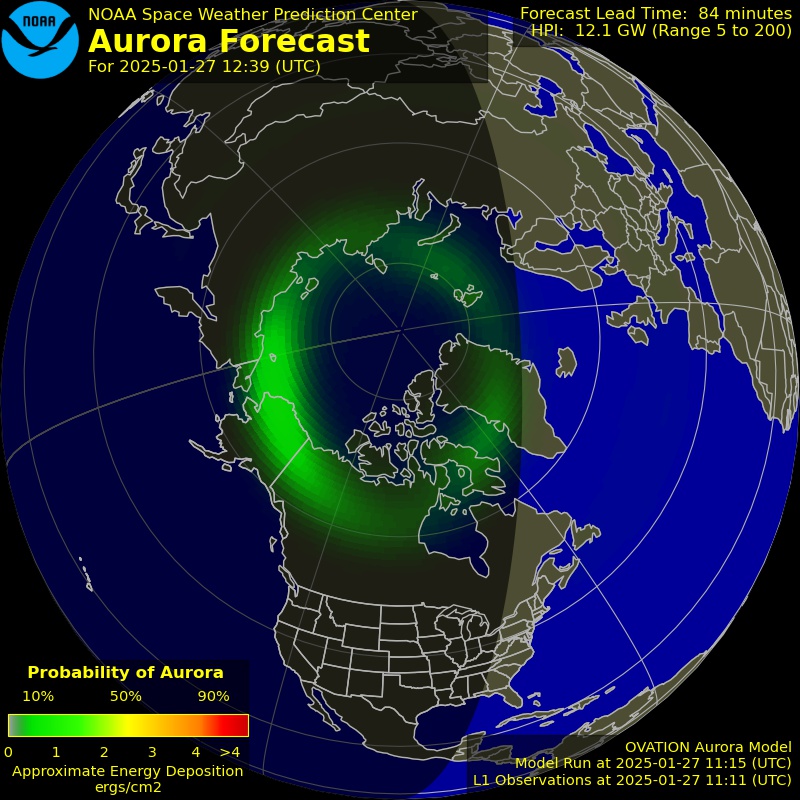 NOAA
NOAA Space Weather Prediction Center
Aurora Forecast
For 2025-01-27 12:39 (UTC)
Forecast Lead Time:  84 minutes
HPI:  12.1 GW (Range 5 to 200)
Probability of Aurora
10% 50% 90%
0 1 2 3 4 >4
Approximate Energy Deposition
ergs/cm2
OVATION Aurora Model
Model Run at 2025-01-27 11:15 (UTC)
L1 Observations at 2025-01-27 11:11 (UTC)